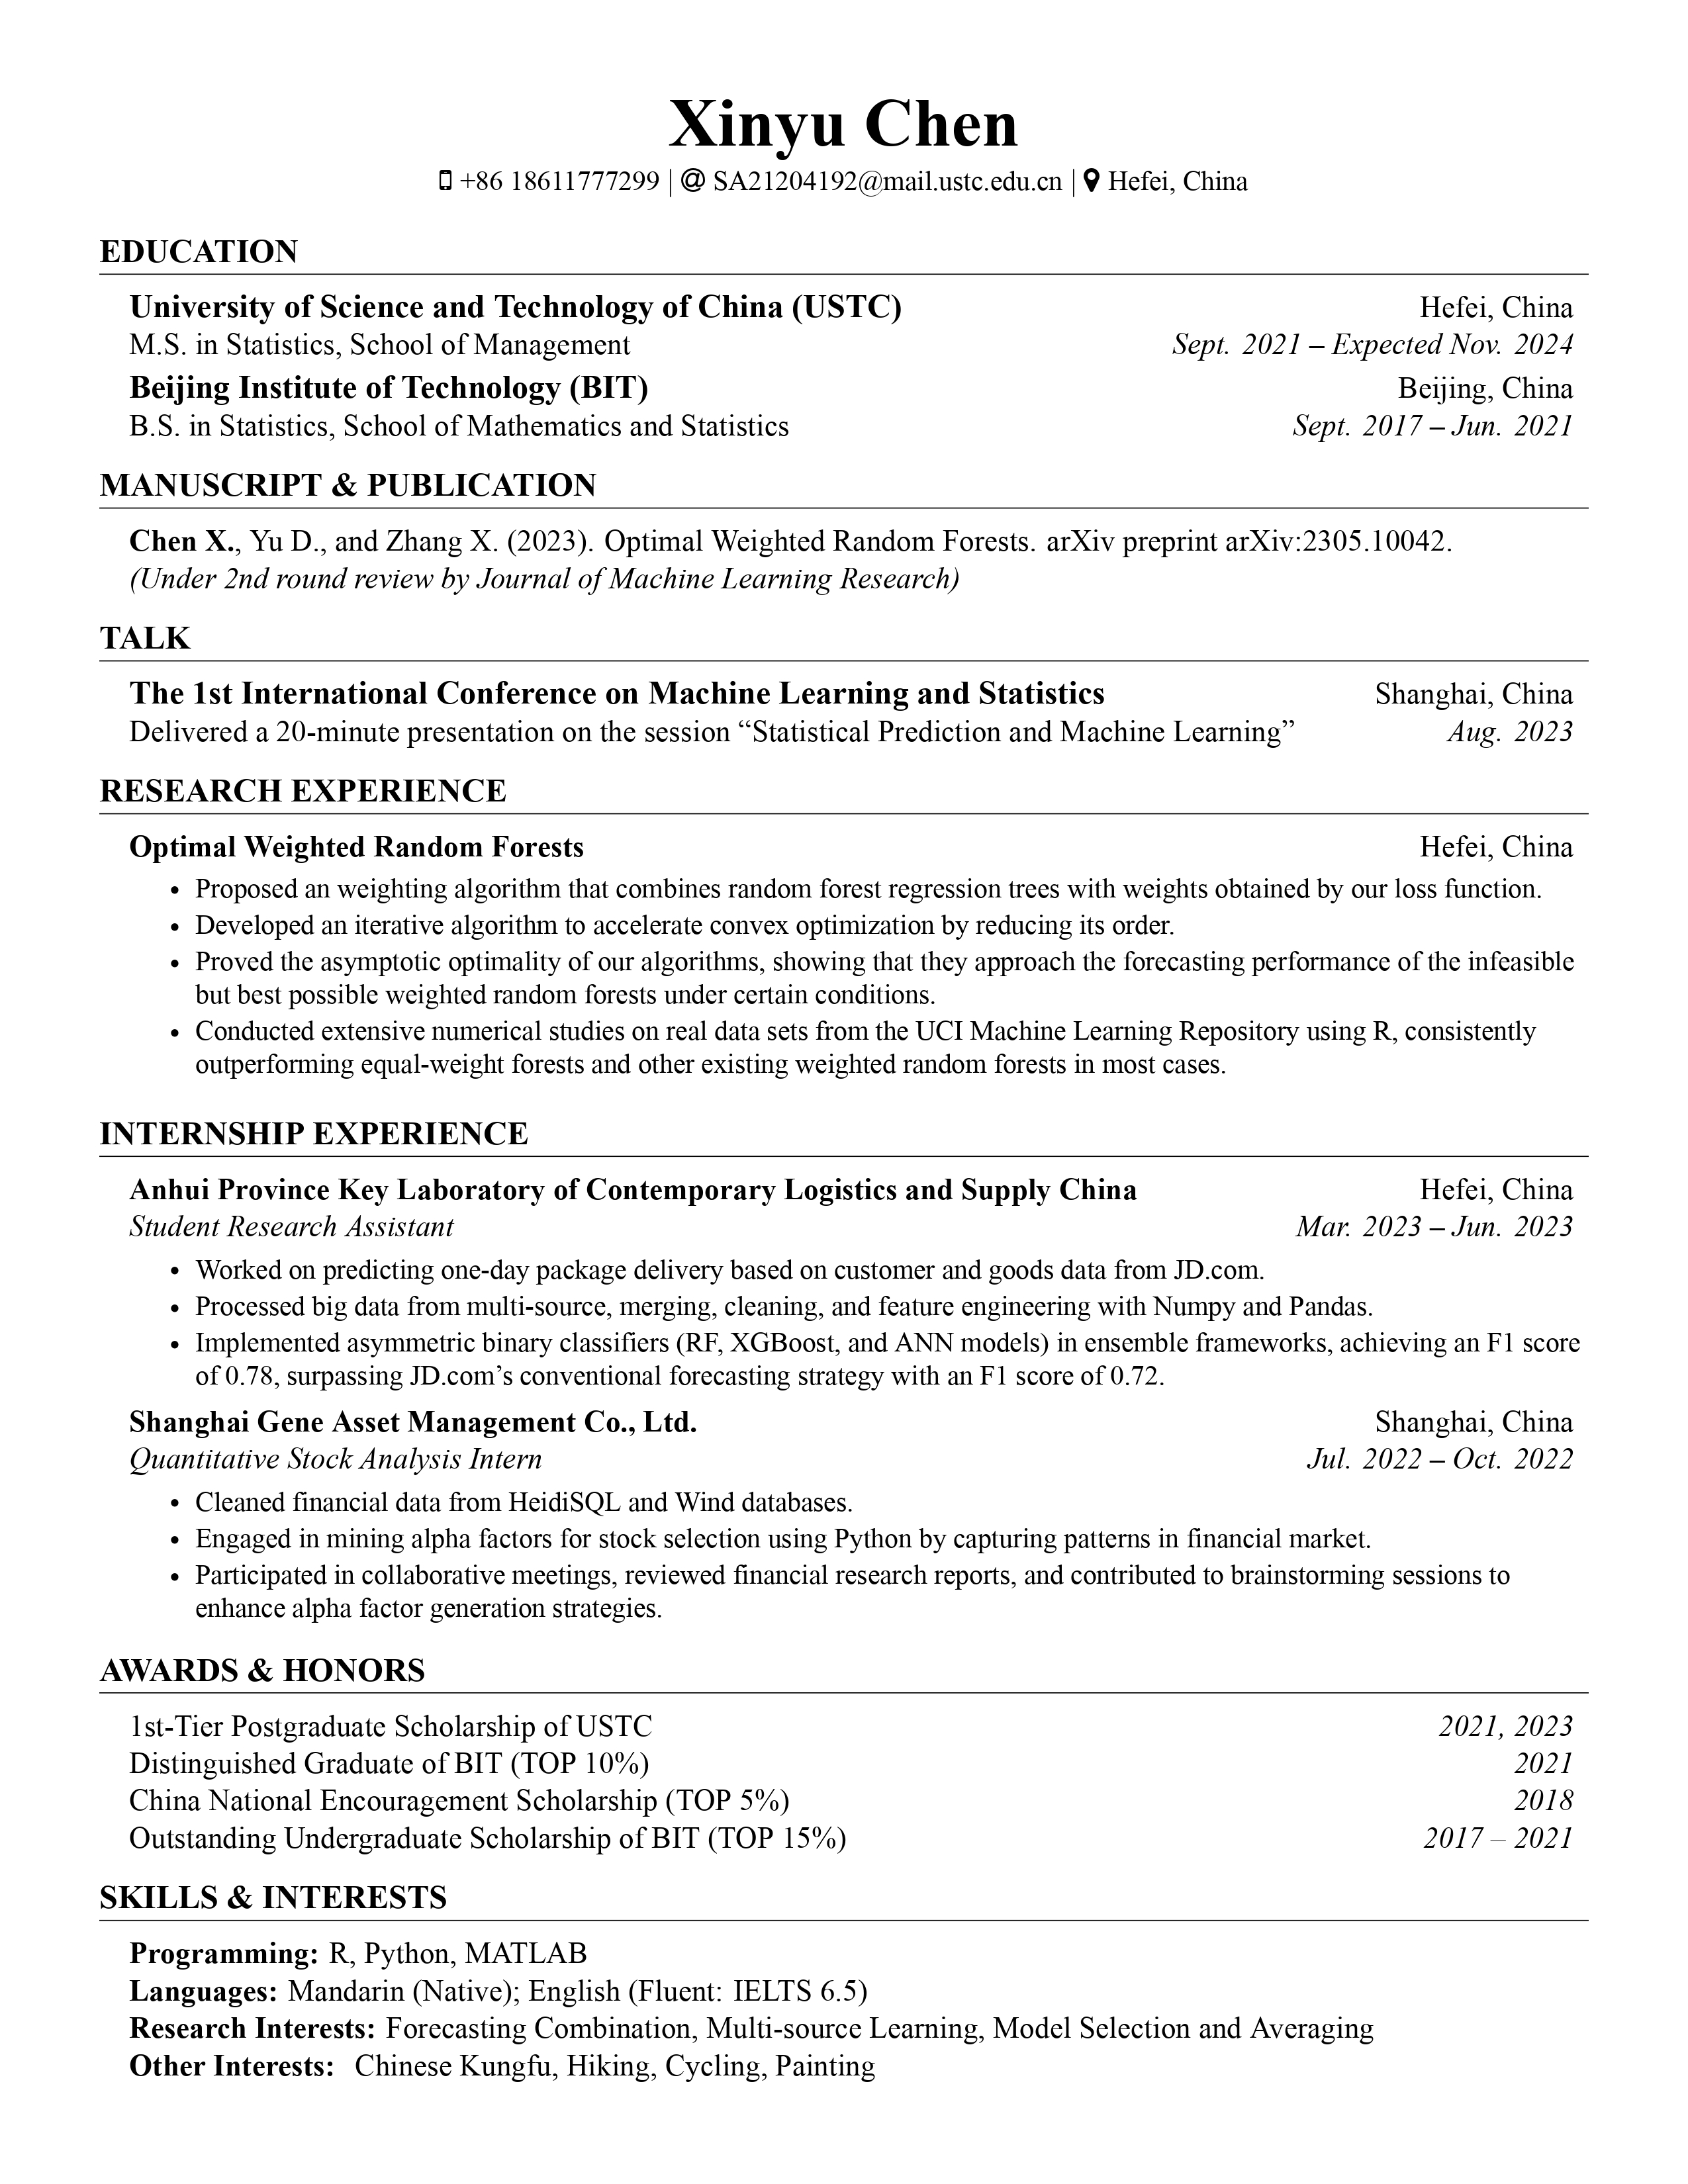 Xinyu Chen
+86 18611777299 | @ SA21204192@mail.ustc.edu.cn | Hefei, China
EDUCATION
University of Science and Technology of China (USTC) Hefei, China
M.S. in Statistics, School of Management Sept. 2021 – Expected Nov. 2024
Beijing Institute of Technology (BIT) Beijing, China
B.S. in Statistics, School of Mathematics and Statistics Sept. 2017 – Jun. 2021
MANUSCRIPT & PUBLICATION
Chen X., Yu D., and Zhang X. (2023). Optimal Weighted Random Forests. arXiv preprint arXiv:2305.10042.
(Under 2nd round review by Journal of Machine Learning Research)
TALK
The 1st International Conference on Machine Learning and Statistics Shanghai, China
Delivered a 20-minute presentation on the session “Statistical Prediction and Machine Learning” Aug. 2023
RESEARCH EXPERIENCE
Optimal Weighted Random Forests Hefei, China
• Proposed an weighting algorithm that combines random forest regression trees with weights obtained by our loss function.
• Developed an iterative algorithm to accelerate convex optimization by reducing its order.
• Proved the asymptotic optimality of our algorithms, showing that they approach the forecasting performance of the infeasible
but best possible weighted random forests under certain conditions.
• Conducted extensive numerical studies on real data sets from the UCI Machine Learning Repository using R, consistently
outperforming equal-weight forests and other existing weighted random forests in most cases.
INTERNSHIP EXPERIENCE
Anhui Province Key Laboratory of Contemporary Logistics and Supply China Hefei, China
Student Research Assistant Mar. 2023 – Jun. 2023
• Worked on predicting one-day package delivery based on customer and goods data from JD.com.
• Processed big data from multi-source, merging, cleaning, and feature engineering with Numpy and Pandas.
• Implemented asymmetric binary classifiers (RF, XGBoost, and ANN models) in ensemble frameworks, achieving an F1 score
of 0.78, surpassing JD.com’s conventional forecasting strategy with an F1 score of 0.72.
Shanghai Gene Asset Management Co., Ltd. Shanghai, China
Quantitative Stock Analysis Intern Jul. 2022 – Oct. 2022
• Cleaned financial data from HeidiSQL and Wind databases.
• Engaged in mining alpha factors for stock selection using Python by capturing patterns in financial market.
• Participated in collaborative meetings, reviewed financial research reports, and contributed to brainstorming sessions to
enhance alpha factor generation strategies.
AWARDS & HONORS
1st-Tier Postgraduate Scholarship of USTC 2021, 2023
Distinguished Graduate of BIT (TOP 10%) 2021
China National Encouragement Scholarship (TOP 5%) 2018
Outstanding Undergraduate Scholarship of BIT (TOP 15%) 2017 – 2021
SKILLS & INTERESTS
Programming: R, Python, MATLAB
Languages: Mandarin (Native); English (Fluent: IELTS 6.5)
Research Interests: Forecasting Combination, Multi-source Learning, Model Selection and Averaging
Other Interests: Chinese Kungfu, Hiking, Cycling, Painting